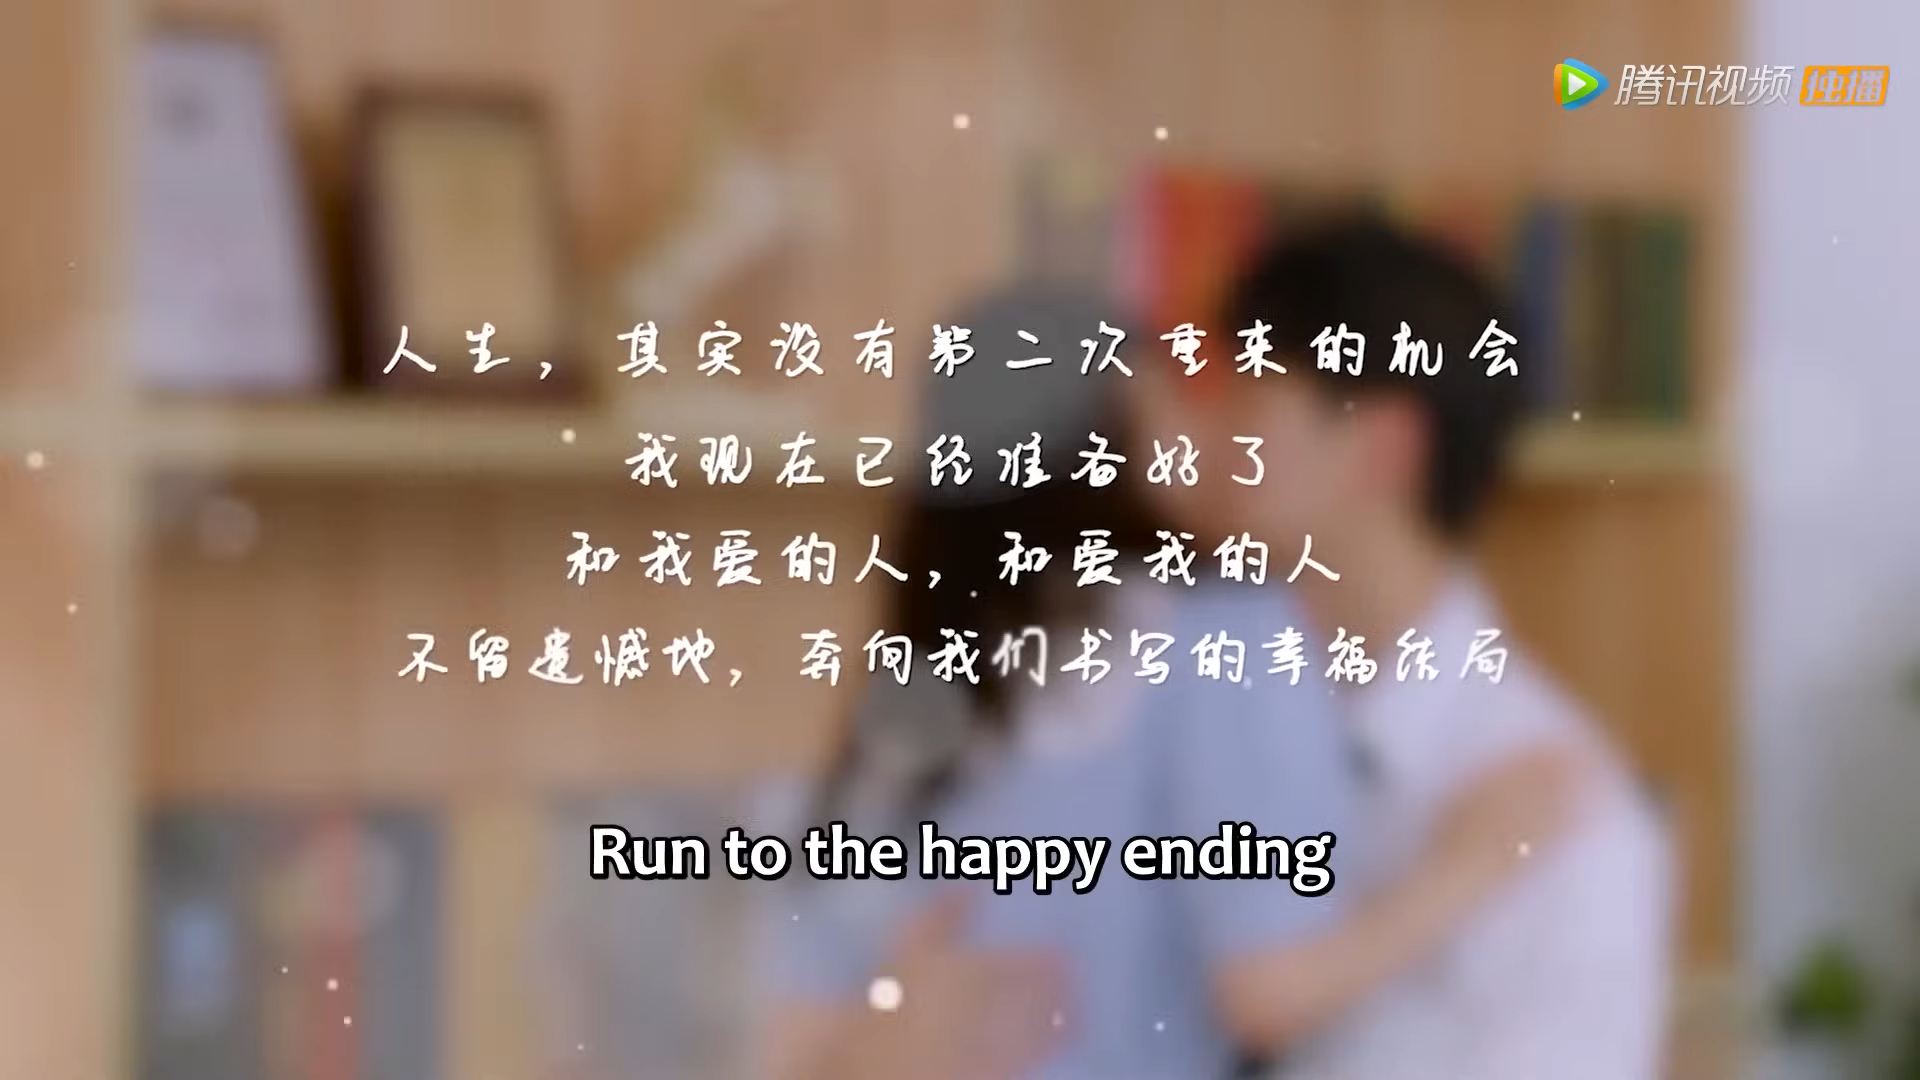 腾讯视频 独播
人生，其实没有第二次重来的机会
我现在已经准备好了
和我爱的人，和爱我的人
不留遗憾地，奔向我们书写的幸福结局
Run to the happy ending